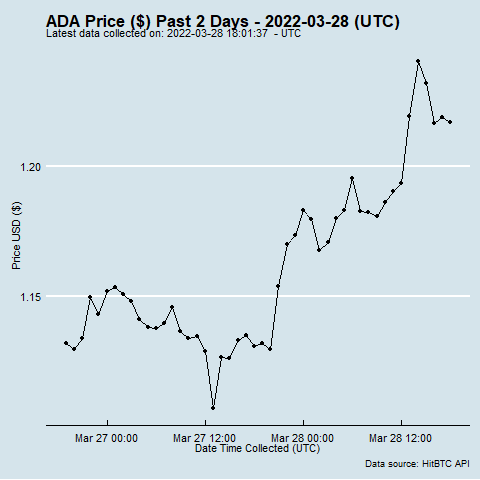 ADA Price ($) Past 2 Days - 2022-03-28 (UTC)
Latest data collected on: 2022-03-28 18:01:37 - UTC
1.20
1.15
Price USD ($)
Mar 27 00:00
Mar 27 12:00
Mar 28 00:00
Mar 28 12:00
Date Time Collected (UTC)
Data source: HitBTC API